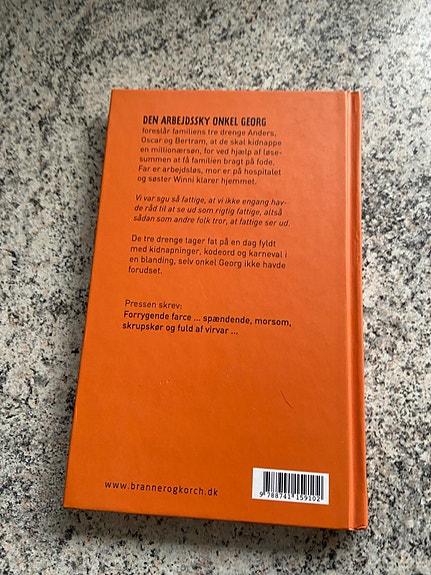 DEN ARBEJDSSKY ONKEL GEORG
foreslår familiens tre drenge Anders,
Oscar og Bertram, at de skal kidnappe
en millionærsøn, for ved hjælp af løse-
summen at få familien bragt på fode.
Far er arbejdsløs, mor er på hospitalet
og søster Winni klarer hjemmet.
Vi var sgu så fattige, at vi ikke engang hav-
de råd til at se ud som rigtig fattige, altså
sådan som andre folk tror, at fattige ser ud.
De tre drenge tager fat på en dag fyldt
med kidnapninger, kodeord og karneval i
en blanding, selv onkel Georg ikke havde
forudset.
Pressen skrev:
Forrygende farce ... spændende, morsom,
skrupskør og fuld af virvar ...
www.brannerogkorch.dk
9 788741 159102